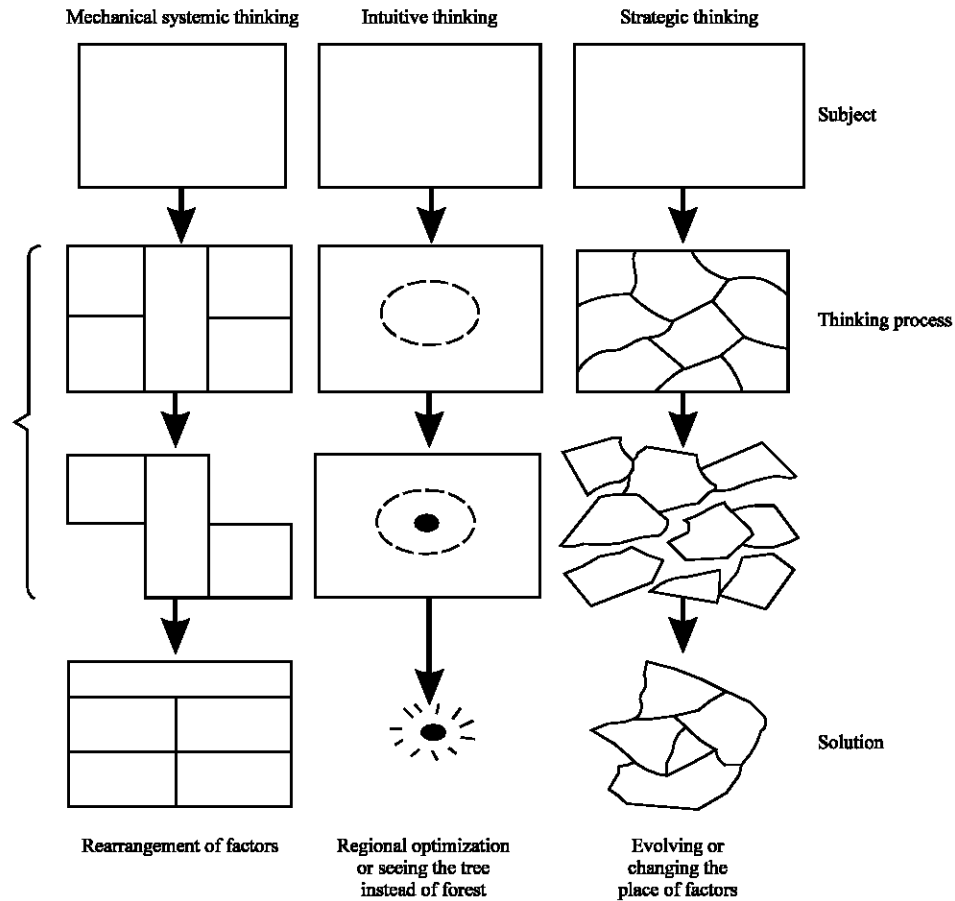 Mechanical systemic thinking
Intuitive thinking
Strategic thinking
Subject
Thinking process
Solution
Rearrangement of factors
Regional optimization
or seeing the tree
instead of forest
Evolving or
changing the
place of factors